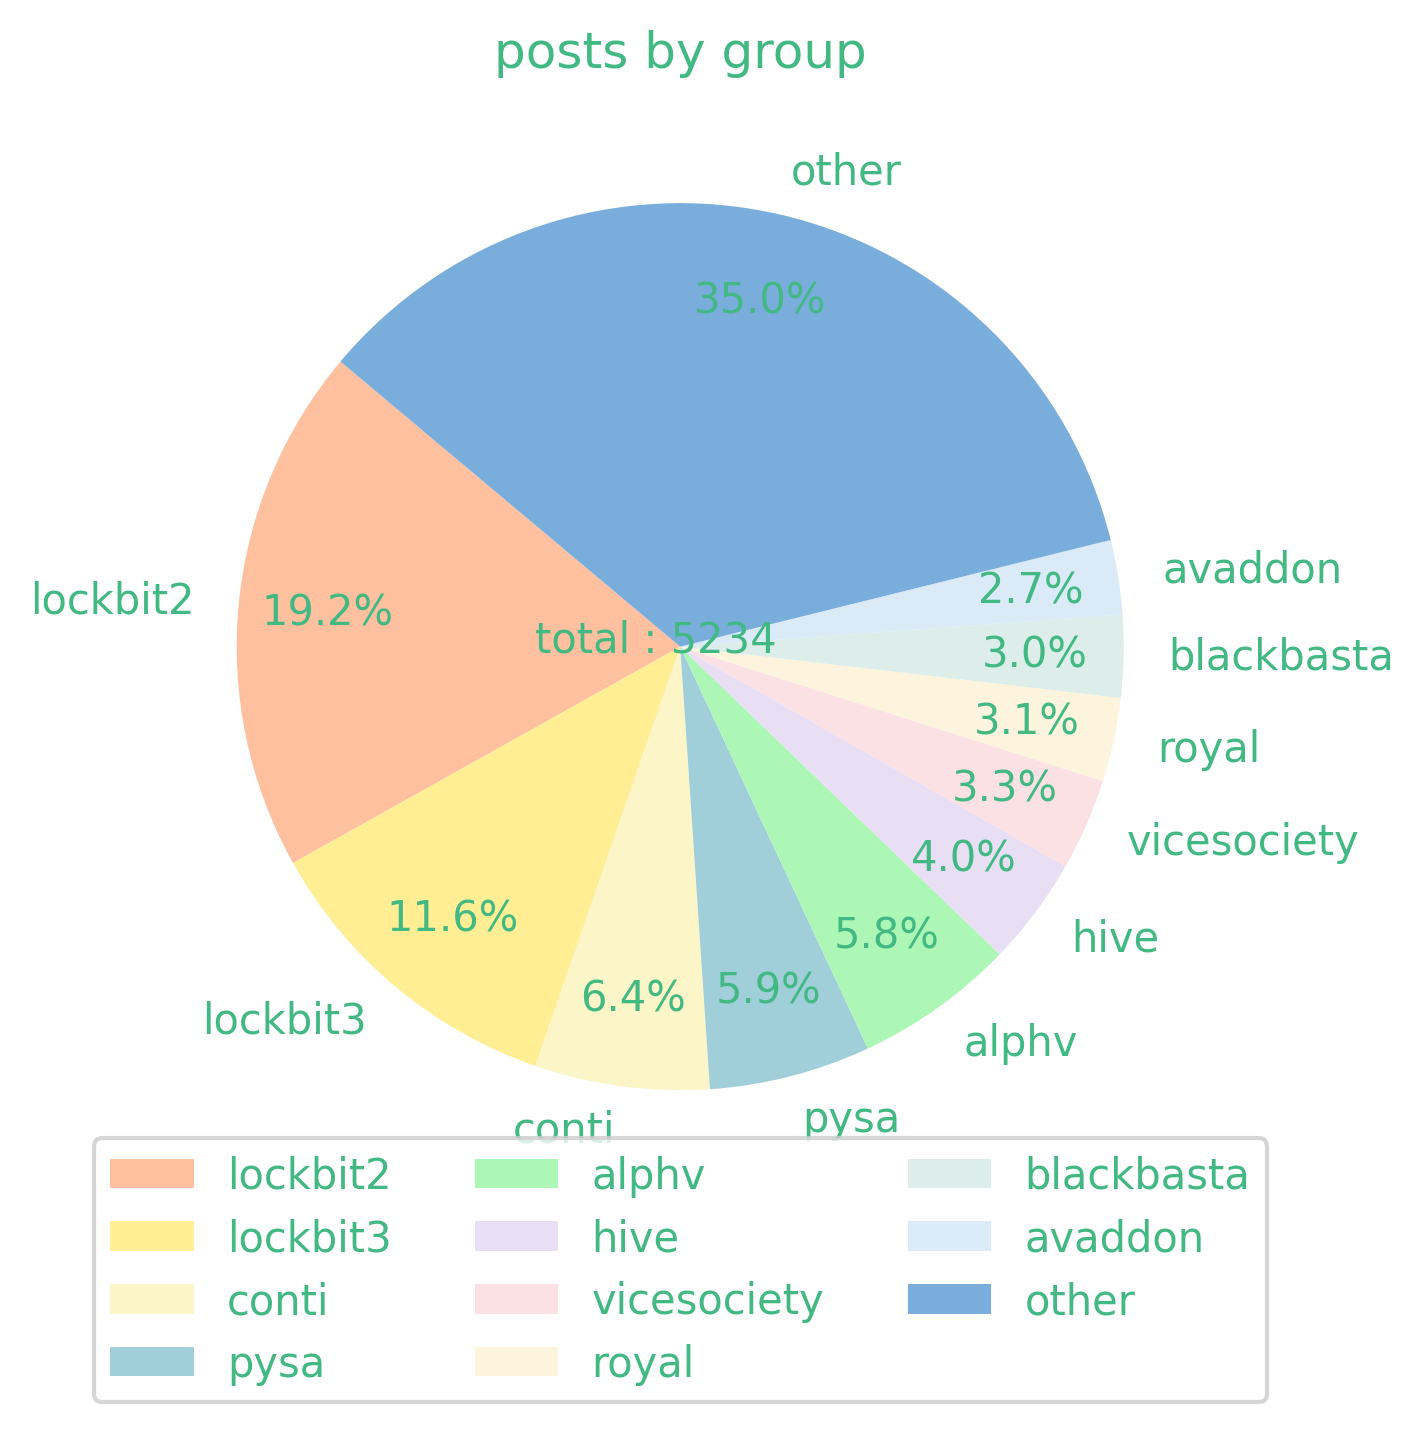 posts by group
other
35.0%
avaddon
2.7%
lockbit2
19.2%
total : 5234
blackbasta
3.0%
royal
3.1%
vicesociety
3.3%
hive
4.0%
lockbit3
11.6%
alphv
5.8%
pysa
5.9%
conti
6.4%
lockbit2
lockbit3
conti
pysa
alphv
hive
vicesociety
royal
blackbasta
avaddon
other